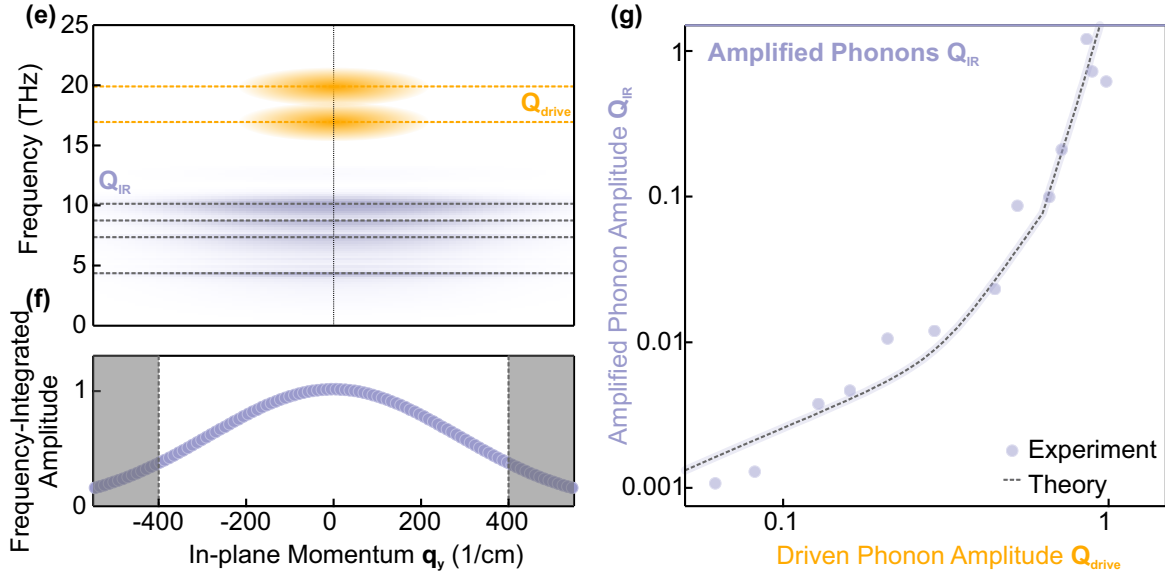 (e)
25
20
15
10
5
0
Frequency (THz)
Q_drive
Q_IR
(f)
1
0
Frequency-Integrated
Amplitude
-400 -200 0 200 400
In-plane Momentum q_y (1/cm)
(g)
Amplified Phonons Q_IR
1
0.1
0.01
0.001
Amplified Phonon Amplitude Q_IR
Experiment
Theory
0.1 1
Driven Phonon Amplitude Q_drive